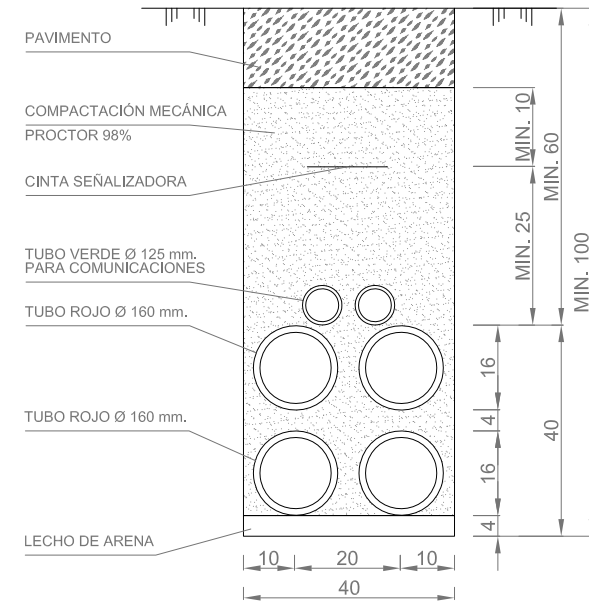 PAVIMENTO
COMPACTACIÓN MECÁNICA
PROCTOR 98%
CINTA SEÑALIZADORA
TUBO VERDE Ø 125 mm.
PARA COMUNICACIONES
TUBO ROJO Ø 160 mm.
TUBO ROJO Ø 160 mm.
LECHO DE ARENA
MIN. 10
MIN. 25
MIN. 60
MIN. 100
16
4
16
4
40
10 20 10
40